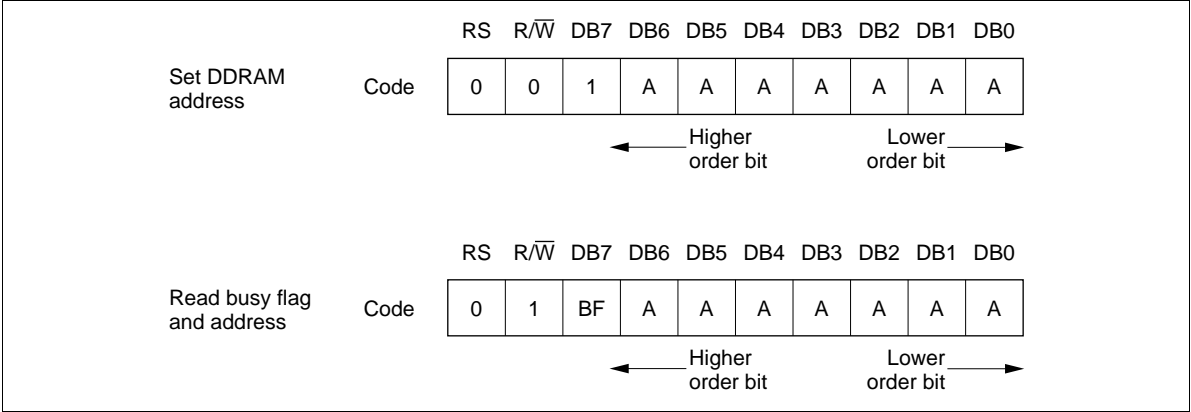 RS R/W̅ DB7 DB6 DB5 DB4 DB3 DB2 DB1 DB0
Set DDRAM
address
Code 0 0 1 A A A A A A A
Higher
order bit
Lower
order bit
RS R/W̅ DB7 DB6 DB5 DB4 DB3 DB2 DB1 DB0
Read busy flag
and address
Code 0 1 BF A A A A A A A
Higher
order bit
Lower
order bit